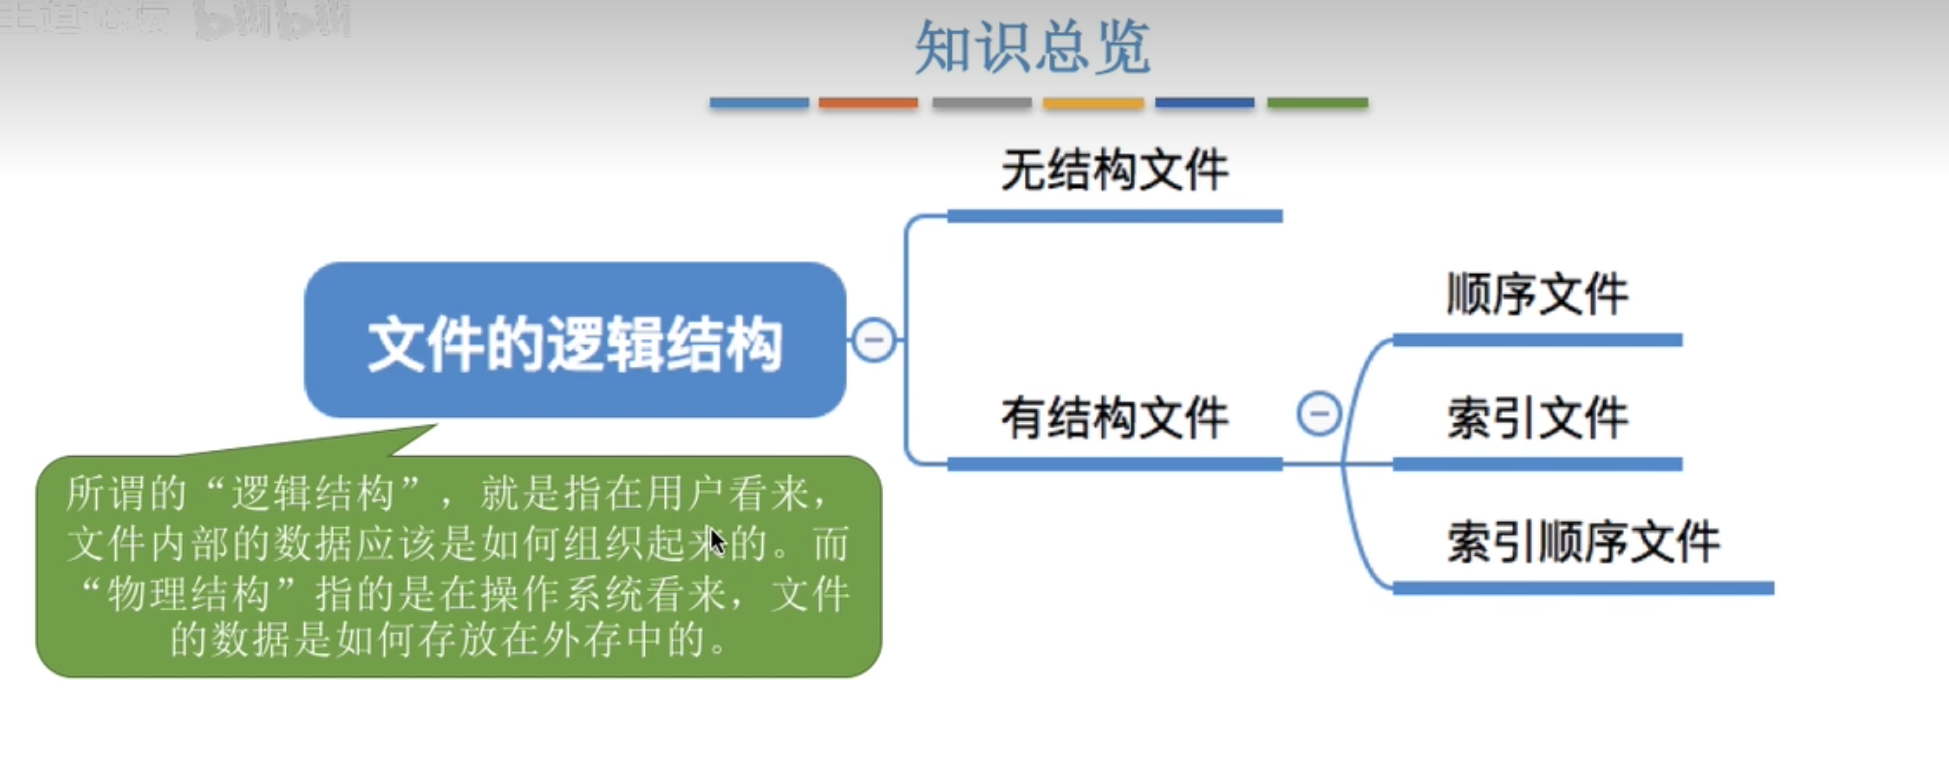 王道论坛 bilibili
知识总览
无结构文件
文件的逻辑结构
有结构文件
顺序文件
索引文件
索引顺序文件
所谓的“逻辑结构”，就是指在用户看来，
文件内部的数据应该是如何组织起来的。而
“物理结构”指的是在操作系统看来，文件
的数据是如何存放在外存中的。